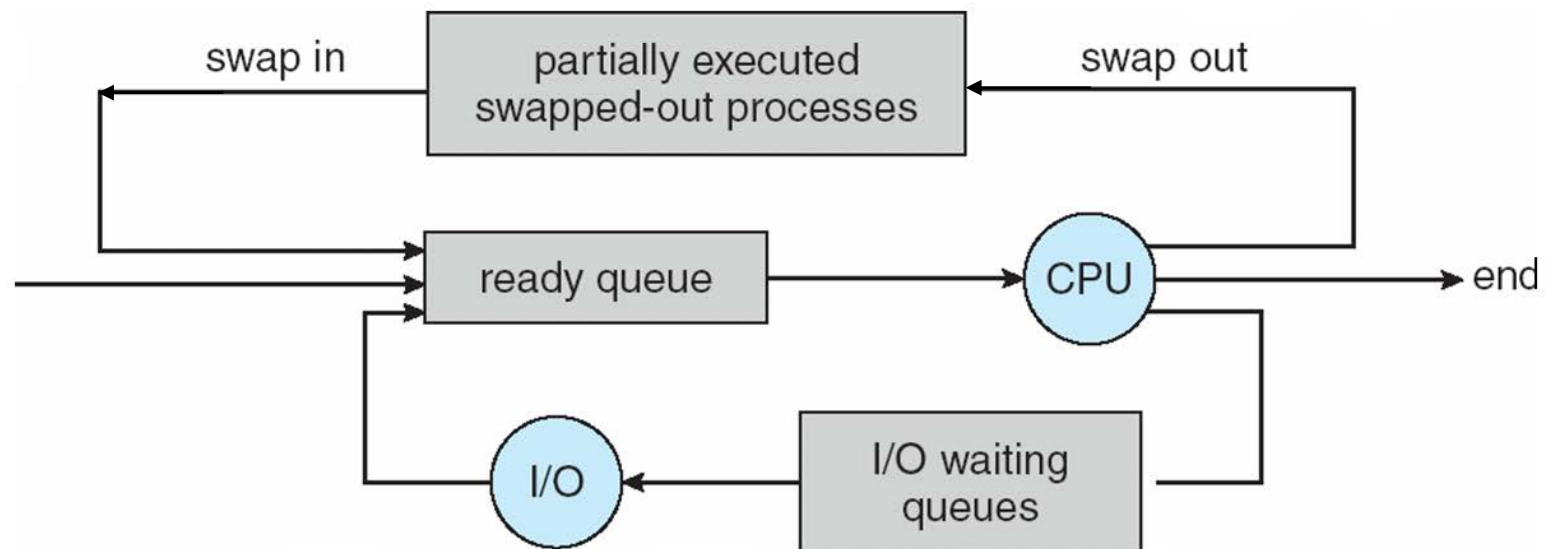 swap in
partially executed
swapped-out processes
swap out
ready queue
CPU
end
I/O
I/O waiting
queues